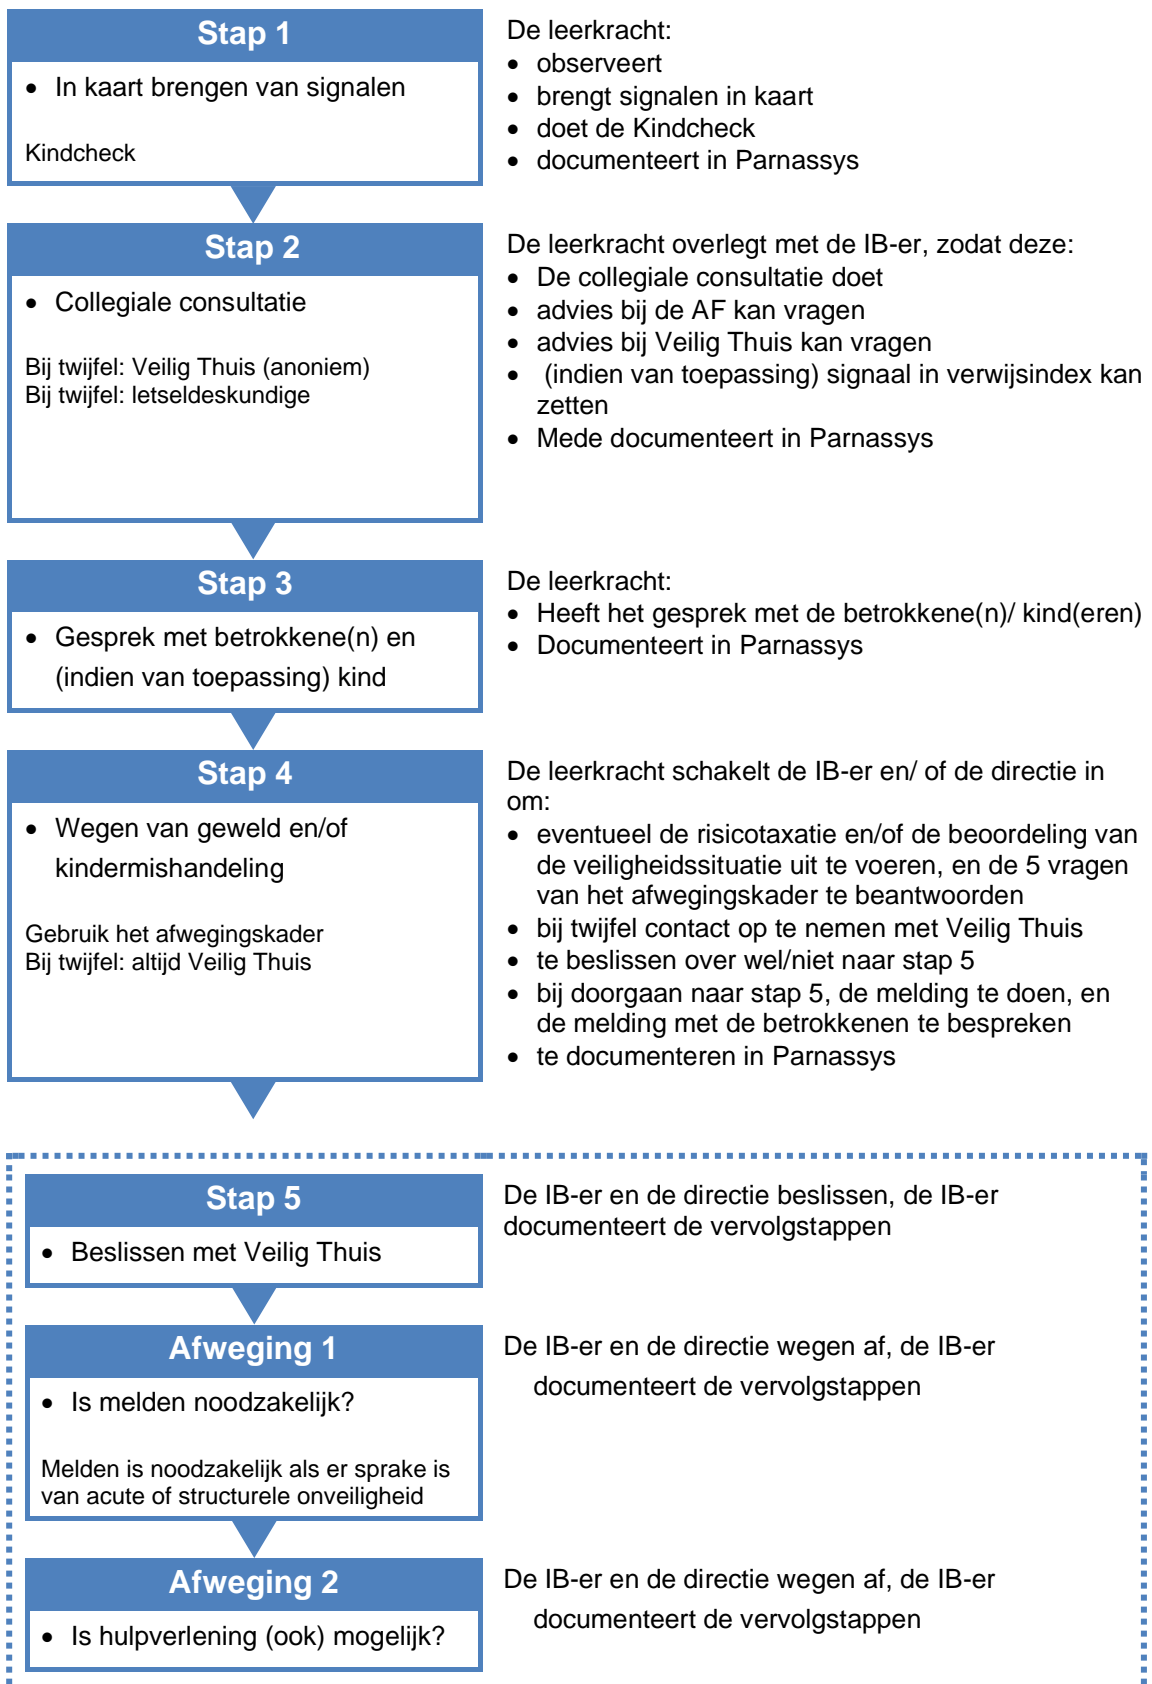 Stap 1
• In kaart brengen van signalen
Kindcheck
De leerkracht:
• observeert
• brengt signalen in kaart
• doet de Kindcheck
• documenteert in Parnassys
Stap 2
• Collegiale consultatie
Bij twijfel: Veilig Thuis (anoniem)
Bij twijfel: letseldeskundige
De leerkracht overlegt met de IB-er, zodat deze:
• De collegiale consultatie doet
• advies bij de AF kan vragen
• advies bij Veilig Thuis kan vragen
• (indien van toepassing) signaal in verwijsindex kan
zetten
• Mede documenteert in Parnassys
Stap 3
• Gesprek met betrokkene(n) en
(indien van toepassing) kind
De leerkracht:
• Heeft het gesprek met de betrokkene(n)/ kind(eren)
• Documenteert in Parnassys
Stap 4
• Wegen van geweld en/of
kindermishandeling
Gebruik het afwegingskader
Bij twijfel: altijd Veilig Thuis
De leerkracht schakelt de IB-er en/ of de directie in
om:
• eventueel de risicotaxatie en/of de beoordeling van
de veiligheidssituatie uit te voeren, en de 5 vragen
van het afwegingskader te beantwoorden
• bij twijfel contact op te nemen met Veilig Thuis
• te beslissen over wel/niet naar stap 5
• bij doorgaan naar stap 5, de melding te doen, en
de melding met de betrokkenen te bespreken
• te documenteren in Parnassys
Stap 5
• Beslissen met Veilig Thuis
De IB-er en de directie beslissen, de IB-er
documenteert de vervolgstappen
Afweging 1
• Is melden noodzakelijk?
Melden is noodzakelijk als er sprake is
van acute of structurele onveiligheid
De IB-er en de directie wegen af, de IB-er
documenteert de vervolgstappen
Afweging 2
• Is hulpverlening (ook) mogelijk?
De IB-er en de directie wegen af, de IB-er
documenteert de vervolgstappen